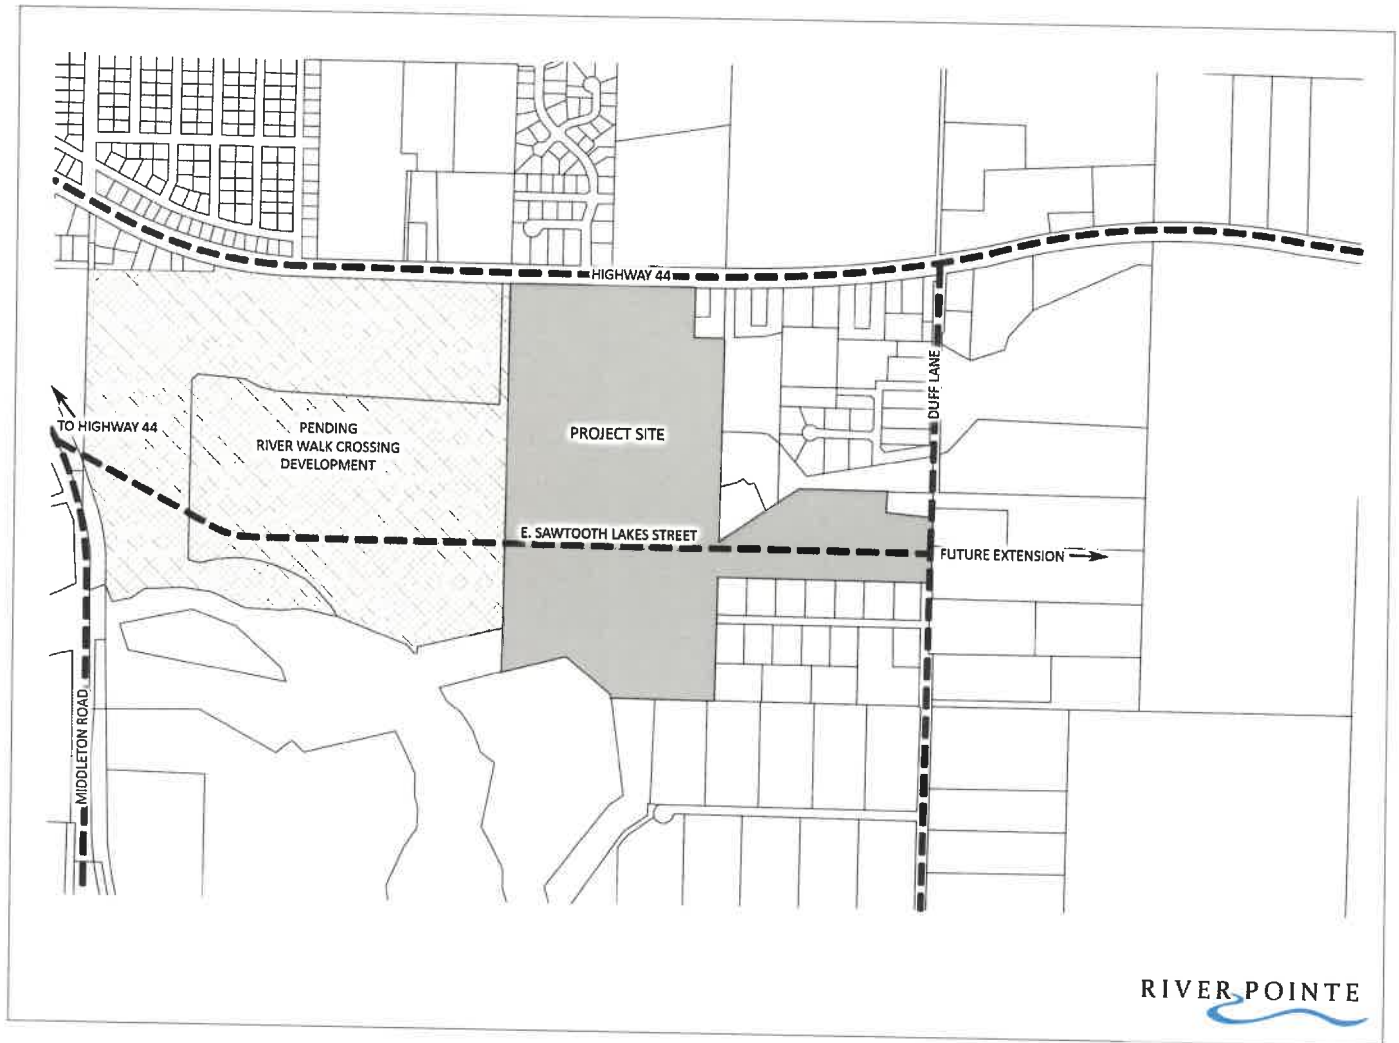 HIGHWAY 44
DUFF LANE
TO HIGHWAY 44
PENDING
RIVER WALK CROSSING
DEVELOPMENT
PROJECT SITE
E. SAWTOOTH LAKES STREET
FUTURE EXTENSION
MIDDLETON ROAD
RIVER POINTE